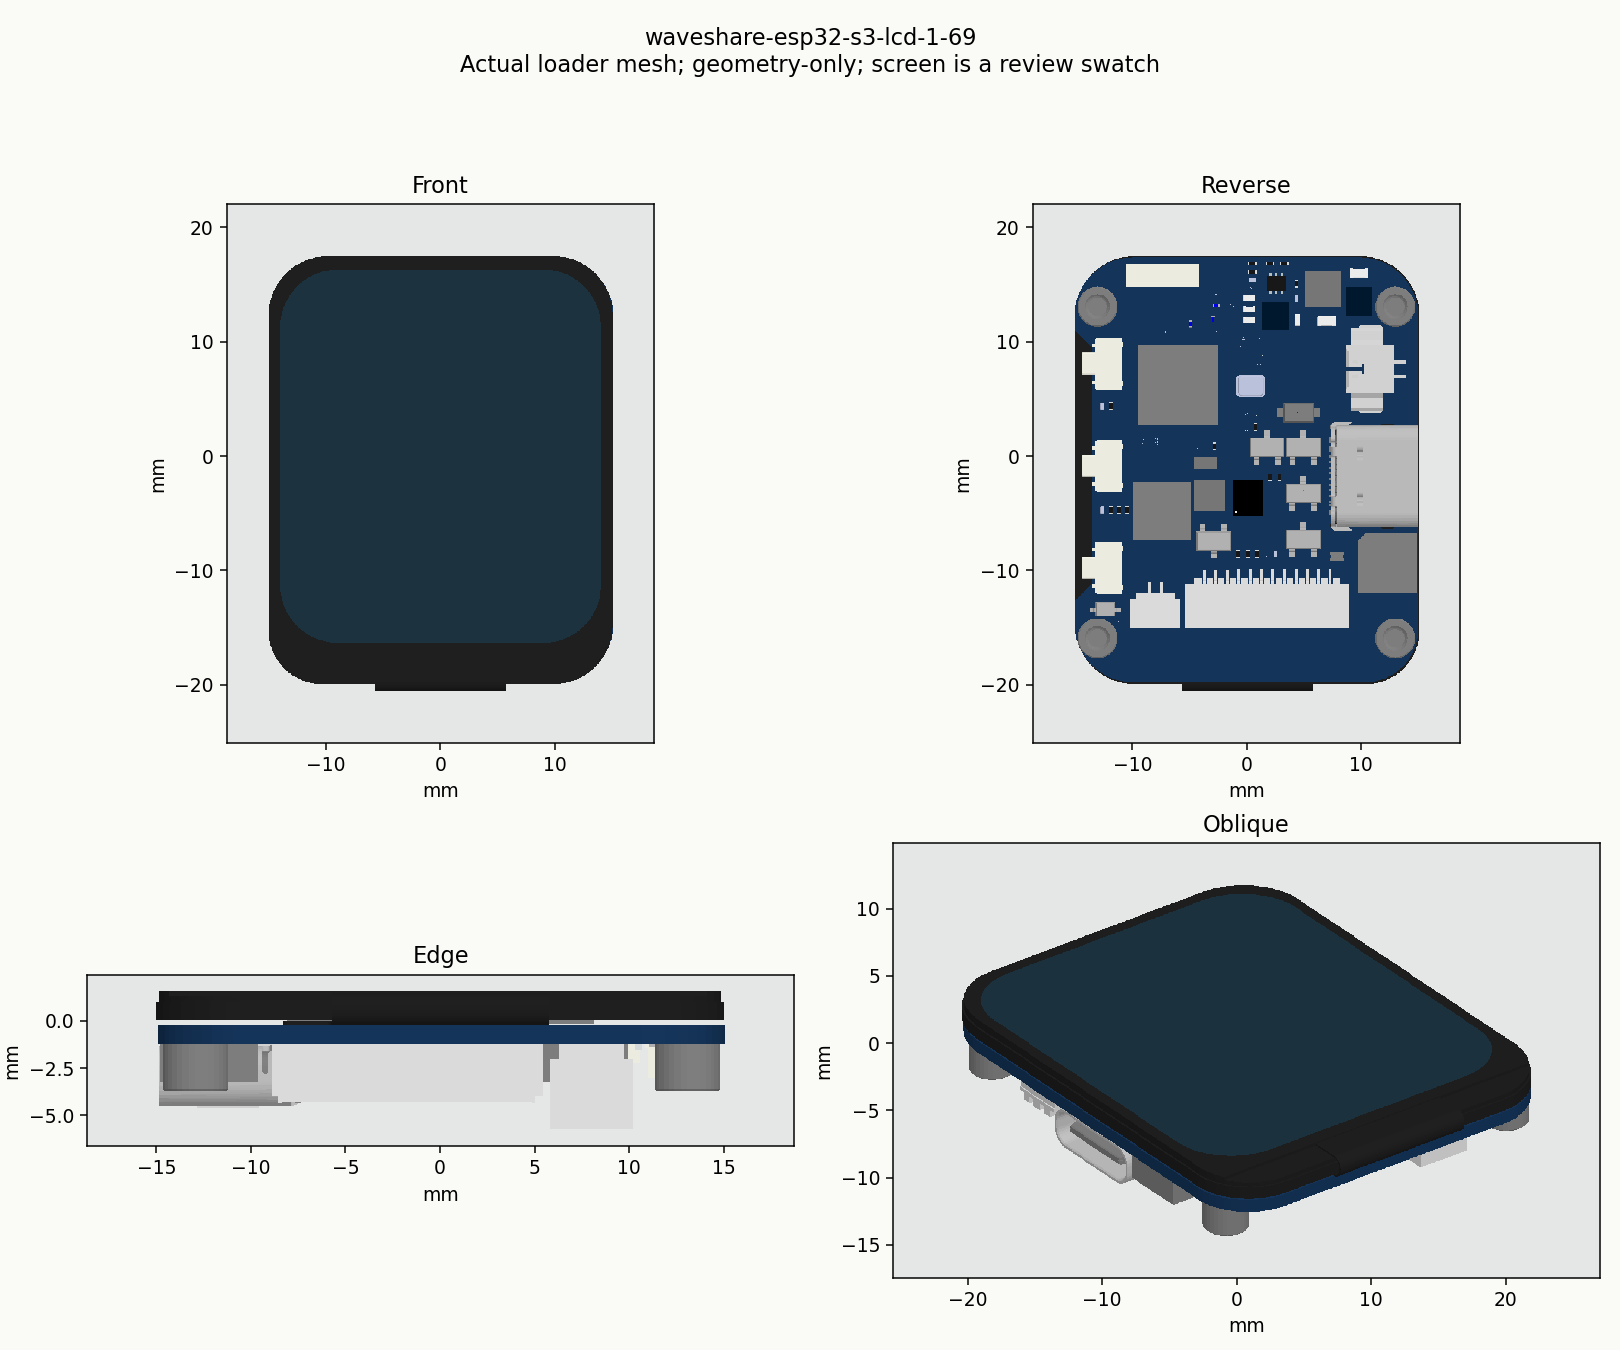 waveshare-esp32-s3-lcd-1-69
Actual loader mesh; geometry-only; screen is a review swatch
Front
20
10
0
−10
−20
mm
−10 0 10
mm
Reverse
20
10
0
−10
−20
mm
−10 0 10
mm
Edge
0.0
−2.5
−5.0
mm
−15 −10 −5 0 5 10 15
mm
Oblique
10
5
0
−5
−10
−15
mm
−20 −10 0 10 20
mm